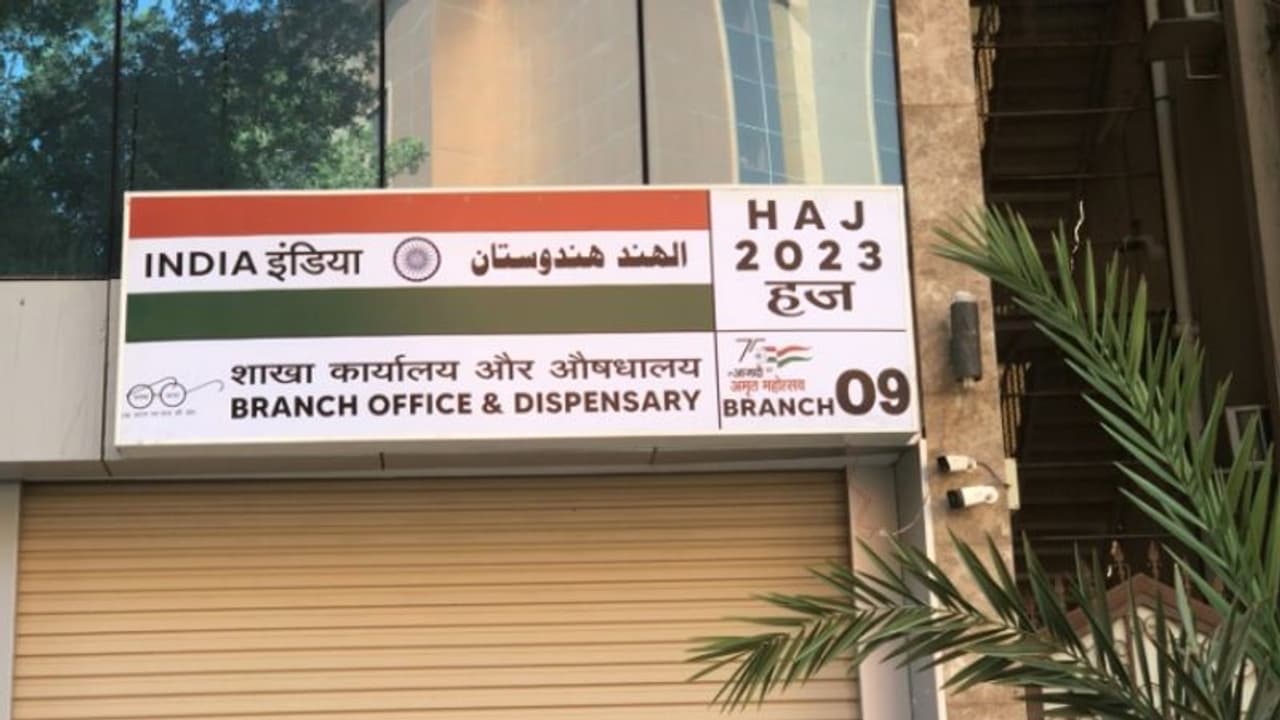 INDIA इंडिया الهند هندوستان
HAJ
2023
हज
शाखा कार्यालय और औषधालय
BRANCH OFFICE & DISPENSARY
75
आज़ादी का
अमृत महोत्सव
BRANCH 09